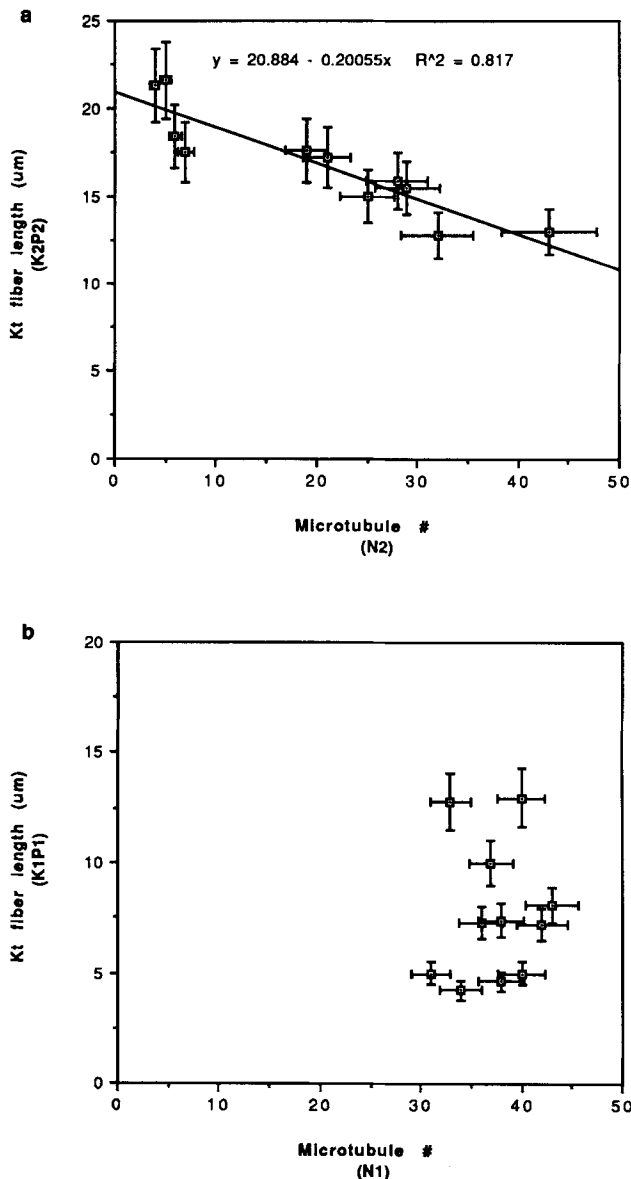 a
y = 20.884 - 0.20055x R^2 = 0.817
25
20
15
10
5
0
0 10 20 30 40 50
Kt fiber length (um)
(K2P2)
Microtubule #
(N2)
b
20
15
10
5
0
0 10 20 30 40 50
Kt fiber length (um)
(K1P1)
Microtubule #
(N1)